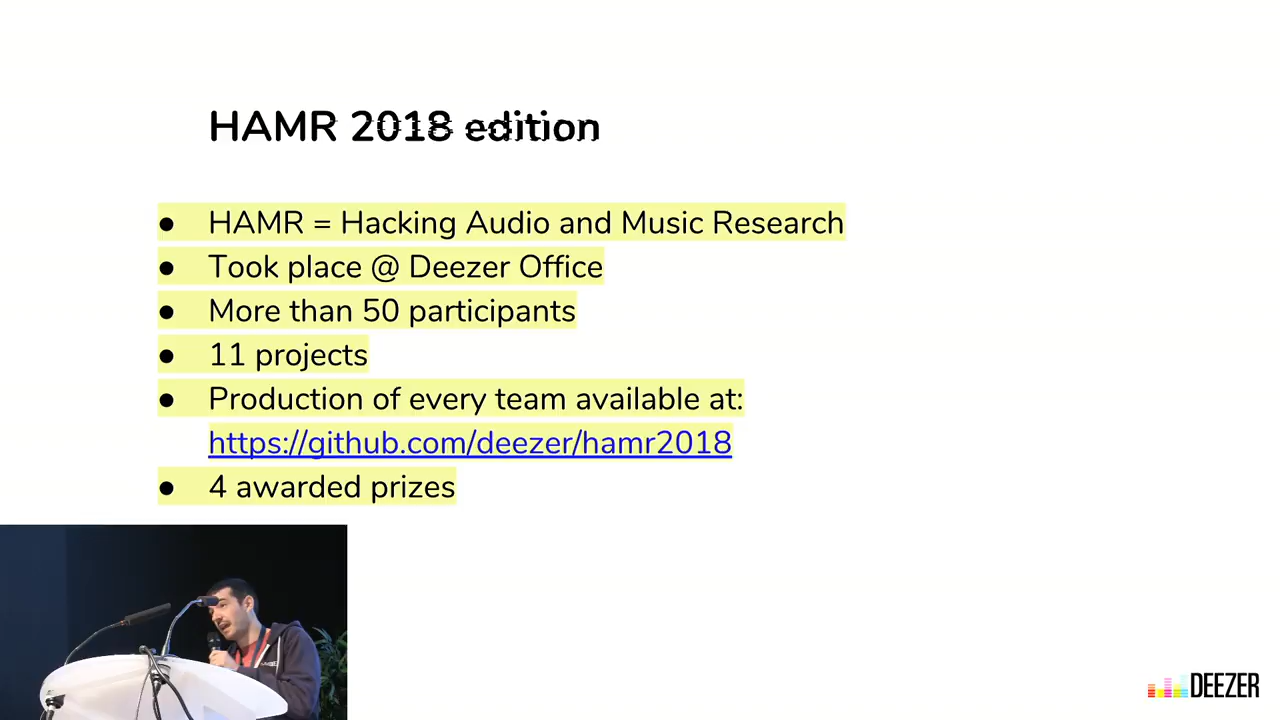 HAMR 2018 edition
● HAMR = Hacking Audio and Music Research
● Took place @ Deezer Office
● More than 50 participants
● 11 projects
● Production of every team available at:
https://github.com/deezer/hamr2018
● 4 awarded prizes
DEEZER